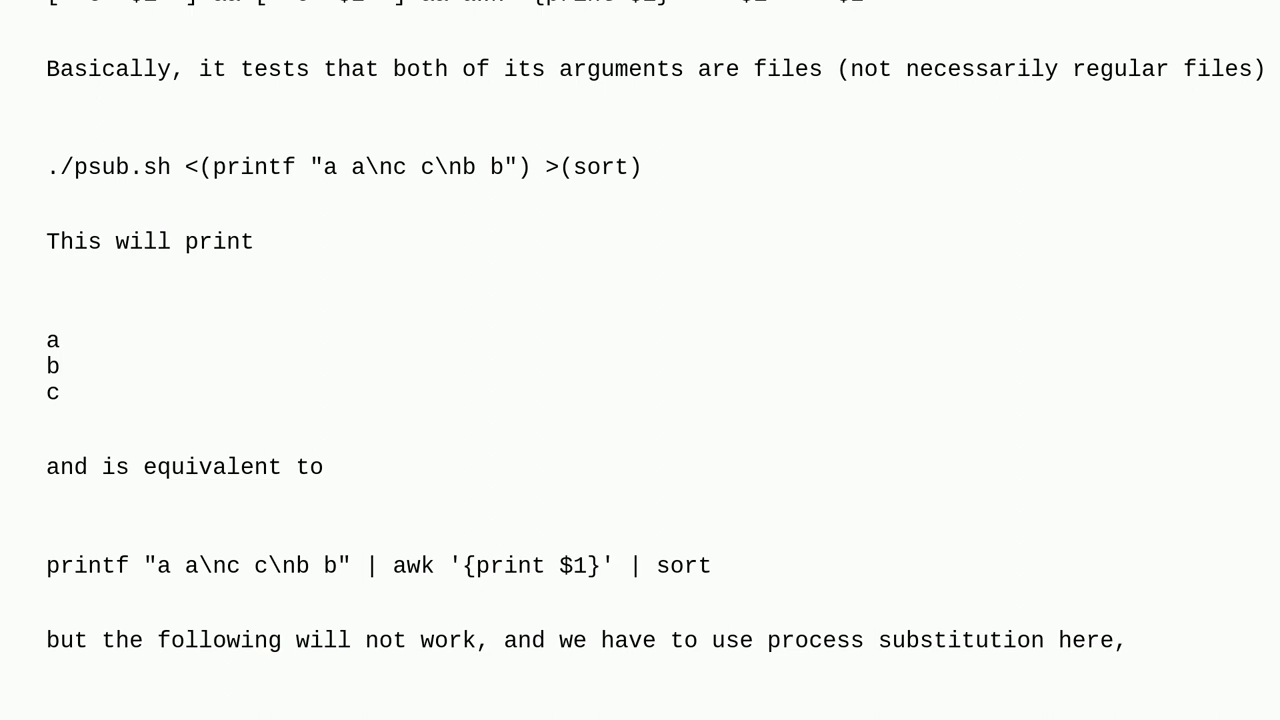 Basically, it tests that both of its arguments are files (not necessarily regular files)
./psub.sh <(printf "a a\nc c\nb b") >(sort)
This will print
a
b
c
and is equivalent to
printf "a a\nc c\nb b" | awk '{print $1}' | sort
but the following will not work, and we have to use process substitution here,